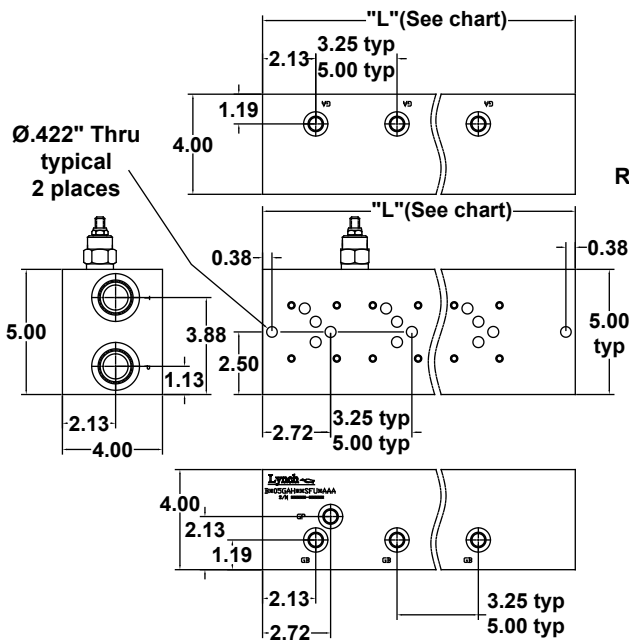 "L"(See chart)
2.13
3.25 typ
5.00 typ
1.19
4.00
GA GA GA
Ø.422" Thru
typical
2 places
R
"L"(See chart)
0.38
0.38
5.00
3.88
1.13
2.13
4.00
2.50
5.00
typ
2.72
3.25 typ
5.00 typ
Lynch
S/N
4.00
2.13
1.19
GP
GB GB GB
2.13
2.72
3.25 typ
5.00 typ